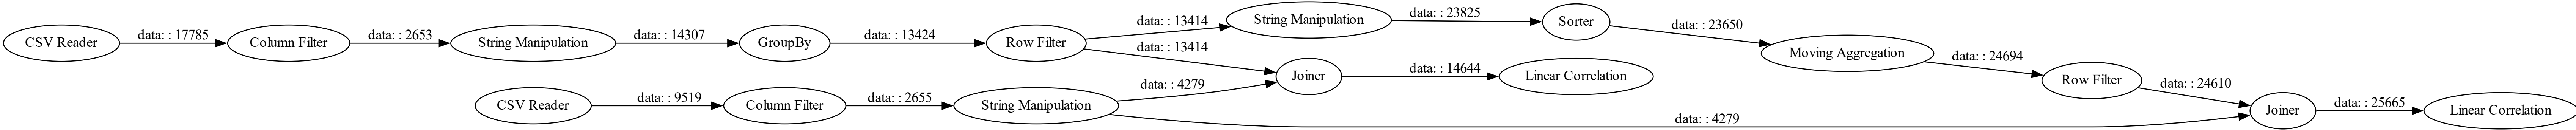 CSV Reader
data: : 17785
Column Filter
data: : 2653
String Manipulation
data: : 14307
GroupBy
data: : 13424
Row Filter
data: : 13414
String Manipulation
data: : 23825
Sorter
data: : 23650
Moving Aggregation
data: : 24694
Row Filter
data: : 24610
Joiner
data: : 25665
Linear Correlation
data: : 13414
Joiner
data: : 14644
Linear Correlation
CSV Reader
data: : 9519
Column Filter
data: : 2655
String Manipulation
data: : 4279
data: : 4279